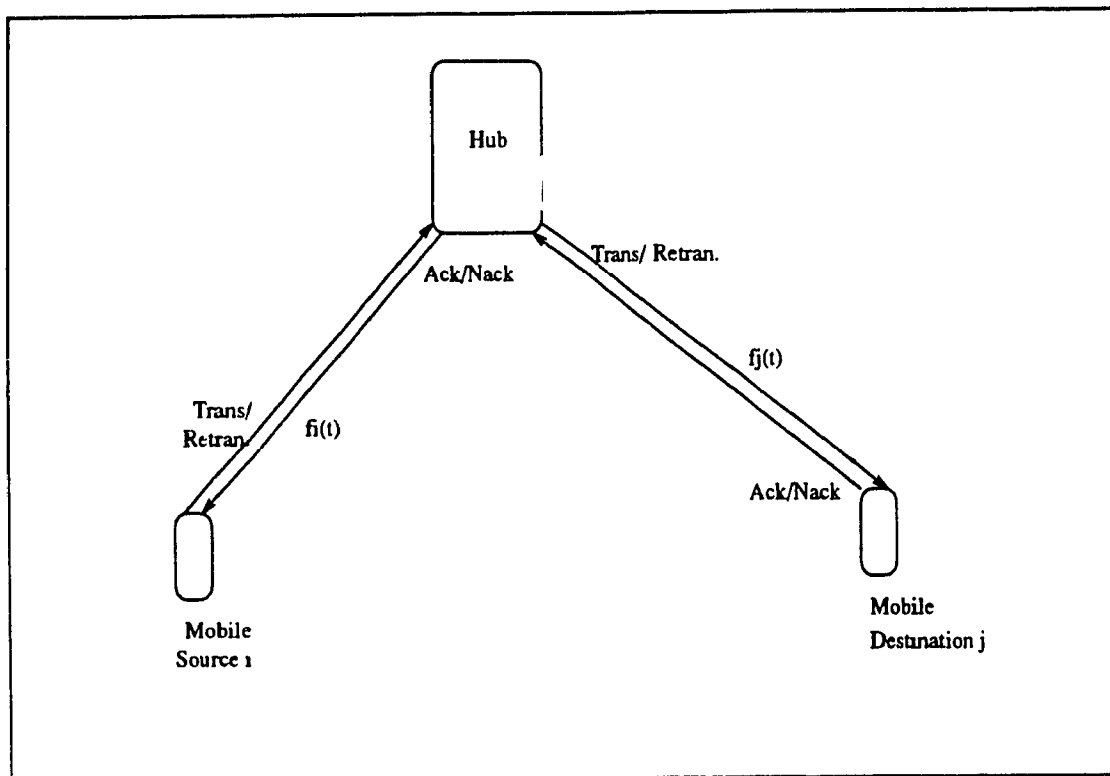 Hub
Trans/ Retran.
Ack/Nack
fj(t)
Trans/
Retran.
fi(t)
Ack/Nack
Mobile
Source i
Mobile
Destination j